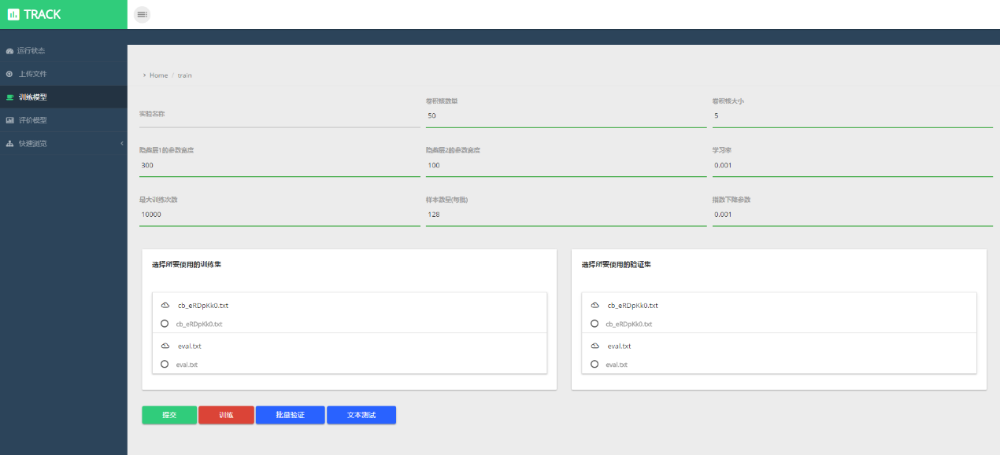 TRACK
运行状态
上传文件
训练模型
评价模型
快速浏览
Home / train
实验名称
卷积核数量
50
卷积核大小
5
隐藏层1的参数宽度
300
隐藏层2的参数宽度
100
学习率
0.001
最大训练次数
10000
样本数量(每批)
128
指数下降参数
0.001
选择所要使用的训练集
cb_eRDpKk0.txt
cb_eRDpKk0.txt
eval.txt
eval.txt
选择所要使用的验证集
cb_eRDpKk0.txt
cb_eRDpKk0.txt
eval.txt
eval.txt
提交
训练
批量验证
文本测试